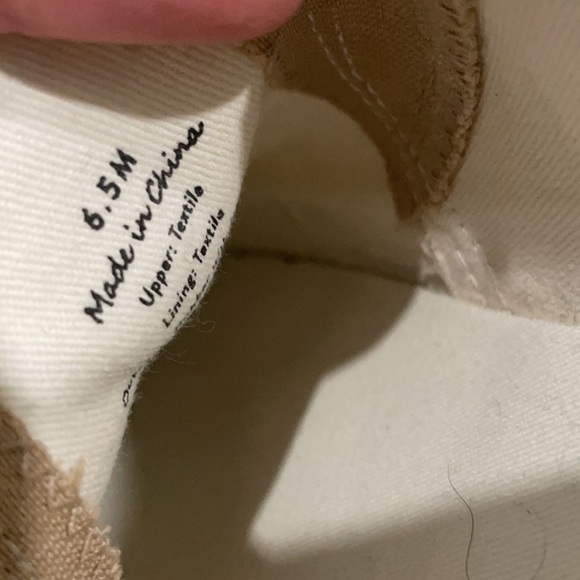 6.5M
Made in China
Upper: Textile
Lining: Textile